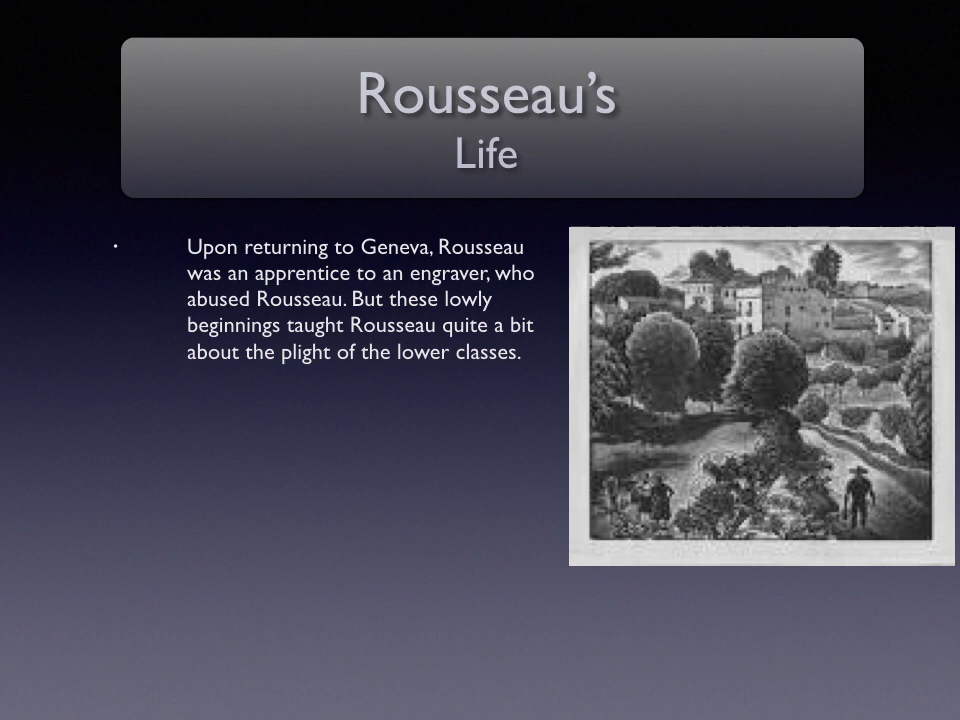 Rousseau’s
Life
• Upon returning to Geneva, Rousseau
was an apprentice to an engraver, who
abused Rousseau. But these lowly
beginnings taught Rousseau quite a bit
about the plight of the lower classes.